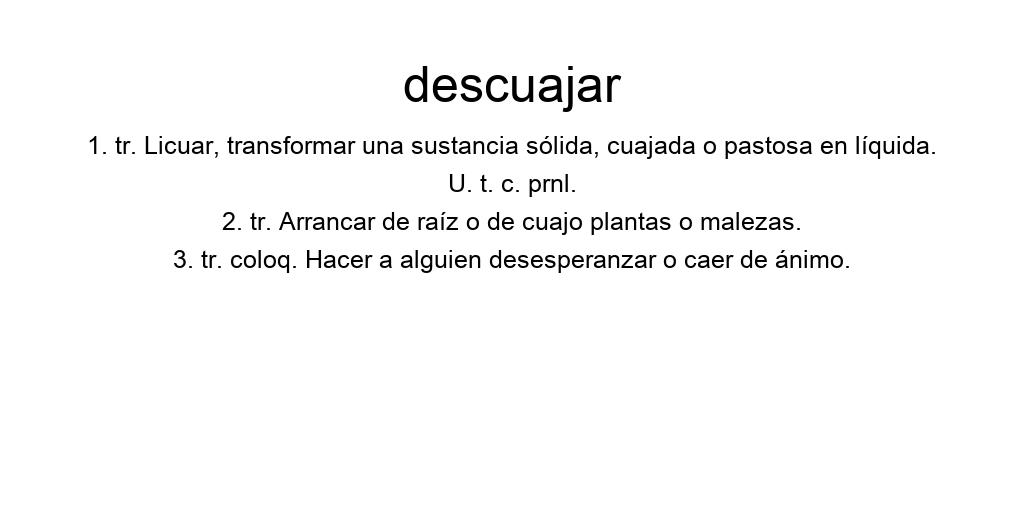 descuajar
1. tr. Licuar, transformar una sustancia sólida, cuajada o pastosa en líquida.
U. t. c. prnl.
2. tr. Arrancar de raíz o de cuajo plantas o malezas.
3. tr. coloq. Hacer a alguien desesperanzar o caer de ánimo.